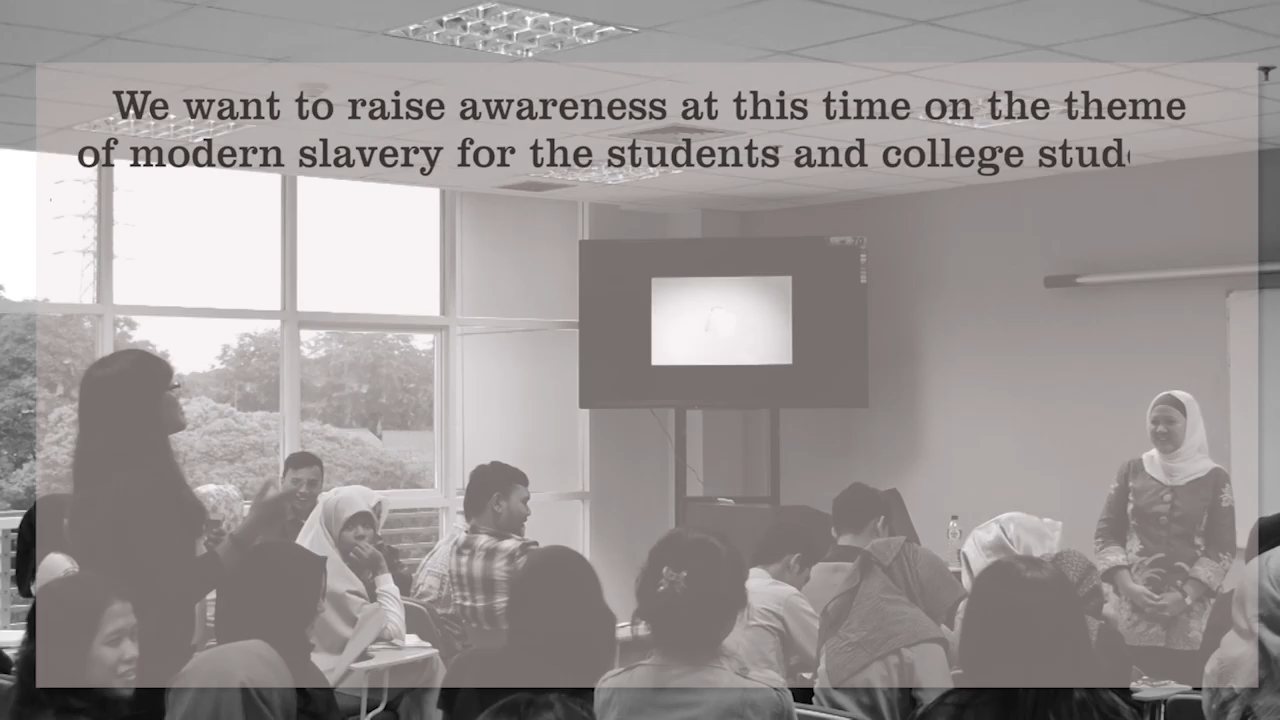 We want to raise awareness at this time on the theme
of modern slavery for the students and college stud